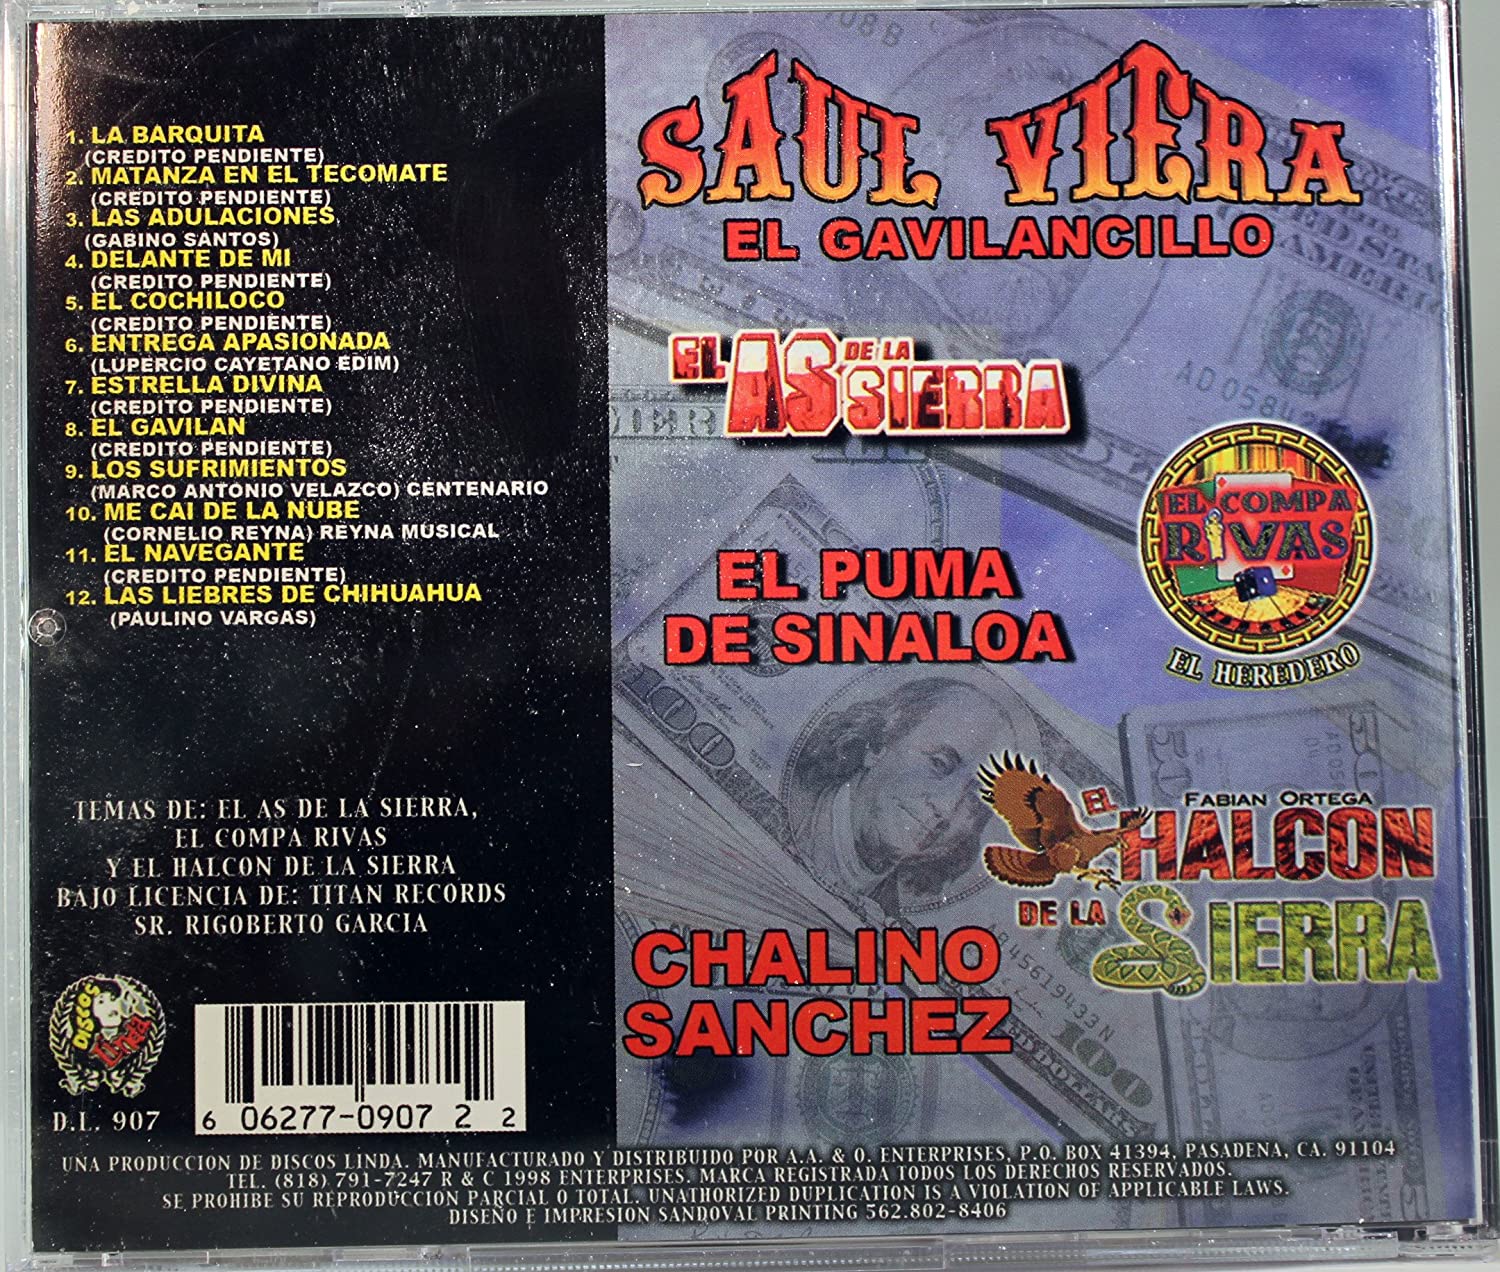 1. LA BARQUITA
(CREDITO PENDIENTE)
2. MATANZA EN EL TECOMATE
(CREDITO PENDIENTE)
3. LAS ADULACIONES
(GABINO SANTOS)
4. DELANTE DE MI
(CREDITO PENDIENTE)
5. EL COCHILOCO
(CREDITO PENDIENTE)
6. ENTREGA APASIONADA
(LUPERCIO CAYETANO EDIM)
7. ESTRELLA DIVINA
(CREDITO PENDIENTE)
8. EL GAVILAN
(CREDITO PENDIENTE)
9. LOS SUFRIMIENTOS
(MARCO ANTONIO VELAZCO) CENTENARIO
10. ME CAI DE LA NUBE
(CORNELIO REYNA) REYNA MUSICAL
11. EL NAVEGANTE
(CREDITO PENDIENTE)
12. LAS LIEBRES DE CHIHUAHUA
(PAULINO VARGAS)
TEMAS DE: EL AS DE LA SIERRA,
EL COMPA RIVAS
Y EL HALCON DE LA SIERRA
BAJO LICENCIA DE: TITAN RECORDS
SR. RIGOBERTO GARCIA
DISCOS
Linda
D.L. 907
6 06277-0907 2 2
SAUL VIERA
EL GAVILANCILLO
EL AS DE LA SIERRA
EL COMPA
RIVAS
EL HEREDERO
EL PUMA
DE SINALOA
FABIAN ORTEGA
EL HALCON
DE LA SIERRA
CHALINO
SANCHEZ
UNA PRODUCCION DE DISCOS LINDA. MANUFACTURADO Y DISTRIBUIDO POR A.A. & O. ENTERPRISES, P.O. BOX 41394, PASADENA, CA. 91104
TEL. (818) 791-7247 R & C 1998 ENTERPRISES. MARCA REGISTRADA TODOS LOS DERECHOS RESERVADOS.
SE PROHIBE SU REPRODUCCION PARCIAL O TOTAL. UNATHORIZED DUPLICATION IS A VIOLATION OF APPLICABLE LAWS.
DISEÑO E IMPRESION SANDOVAL PRINTING 562.802-8406